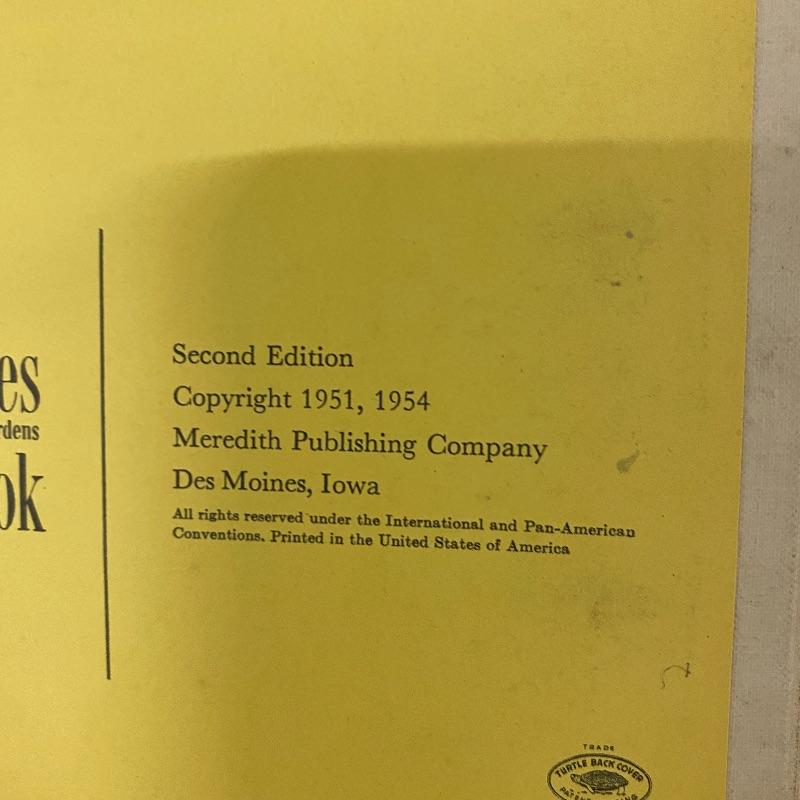 es
rdens
ok
Second Edition
Copyright 1951, 1954
Meredith Publishing Company
Des Moines, Iowa
All rights reserved under the International and Pan-American
Conventions. Printed in the United States of America
TRADE
TURTLE BACK COVER